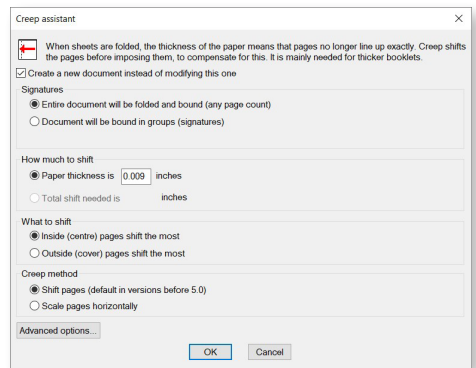 Creep assistant
When sheets are folded, the thickness of the paper means that pages no longer line up exactly. Creep shifts
the pages before imposing them, to compensate for this. It is mainly needed for thicker booklets.
Create a new document instead of modifying this one
Signatures
Entire document will be folded and bound (any page count)
Document will be bound in groups (signatures)
How much to shift
Paper thickness is 0.009 inches
Total shift needed is inches
What to shift
Inside (centre) pages shift the most
Outside (cover) pages shift the most
Creep method
Shift pages (default in versions before 5.0)
Scale pages horizontally
Advanced options...
OK Cancel